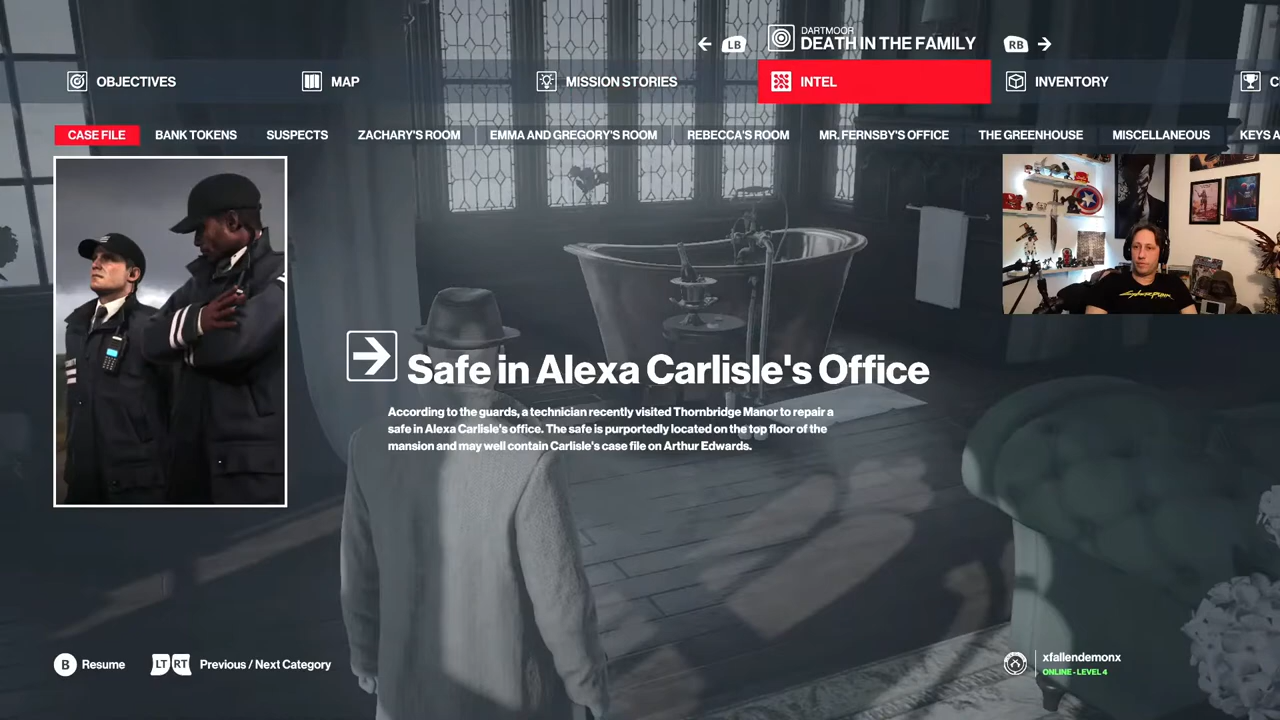 DARTMOOR
LB DEATH IN THE FAMILY RB
OBJECTIVES MAP MISSION STORIES INTEL INVENTORY C
CASE FILE BANK TOKENS SUSPECTS ZACHARY'S ROOM EMMA AND GREGORY'S ROOM REBECCA'S ROOM MR. FERNSBY'S OFFICE THE GREENHOUSE MISCELLANEOUS KEYS A
Safe in Alexa Carlisle's Office
According to the guards, a technician recently visited Thornbridge Manor to repair a
safe in Alexa Carlisle's office. The safe is purportedly located on the top floor of the
mansion and may well contain Carlisle's case file on Arthur Edwards.
B Resume LT RT Previous / Next Category
xfallendemonx
ONLINE - LEVEL 4